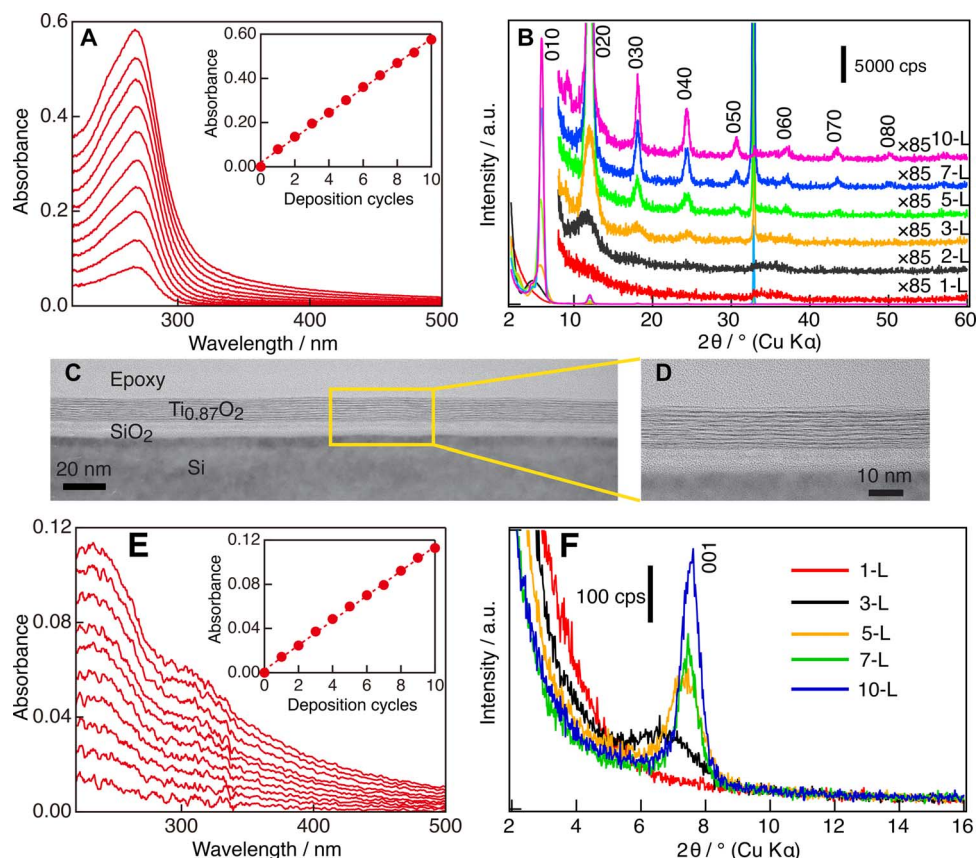 A
0.6
0.4
0.2
0.0
Absorbance
300
400
500
Wavelength / nm
0.60
0.40
0.20
0.00
Absorbance
0 2 4 6 8 10
Deposition cycles
B
010
020
030
040
050
060
070
080
5000 cps
×85 10-L
×85 7-L
×85 5-L
×85 3-L
×85 2-L
×85 1-L
Intensity / a.u.
2 10 20 30 40 50 60
2θ / ° (Cu Kα)
C
Epoxy
Ti0.87O2
SiO2
Si
20 nm
D
10 nm
E
0.12
0.08
0.04
0.00
Absorbance
300
400
500
Wavelength / nm
0.12
0.08
0.04
0.00
Absorbance
0 2 4 6 8 10
Deposition cycles
F
001
100 cps
1-L
3-L
5-L
7-L
10-L
Intensity / a.u.
2 4 6 8 10 12 14 16
2θ / ° (Cu Kα)